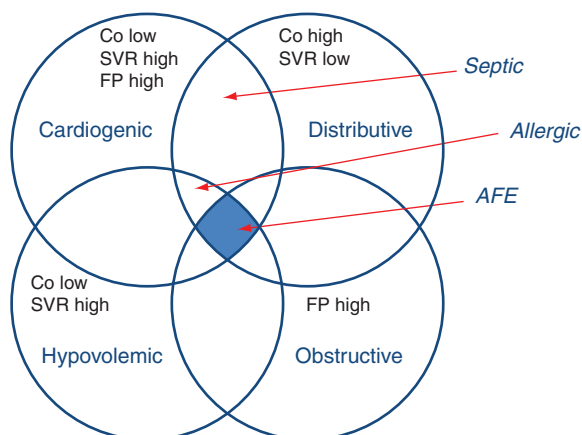 Co low
SVR high
FP high
Cardiogenic
Co high
SVR low
Distributive
Septic
Allergic
AFE
Co low
SVR high
Hypovolemic
FP high
Obstructive